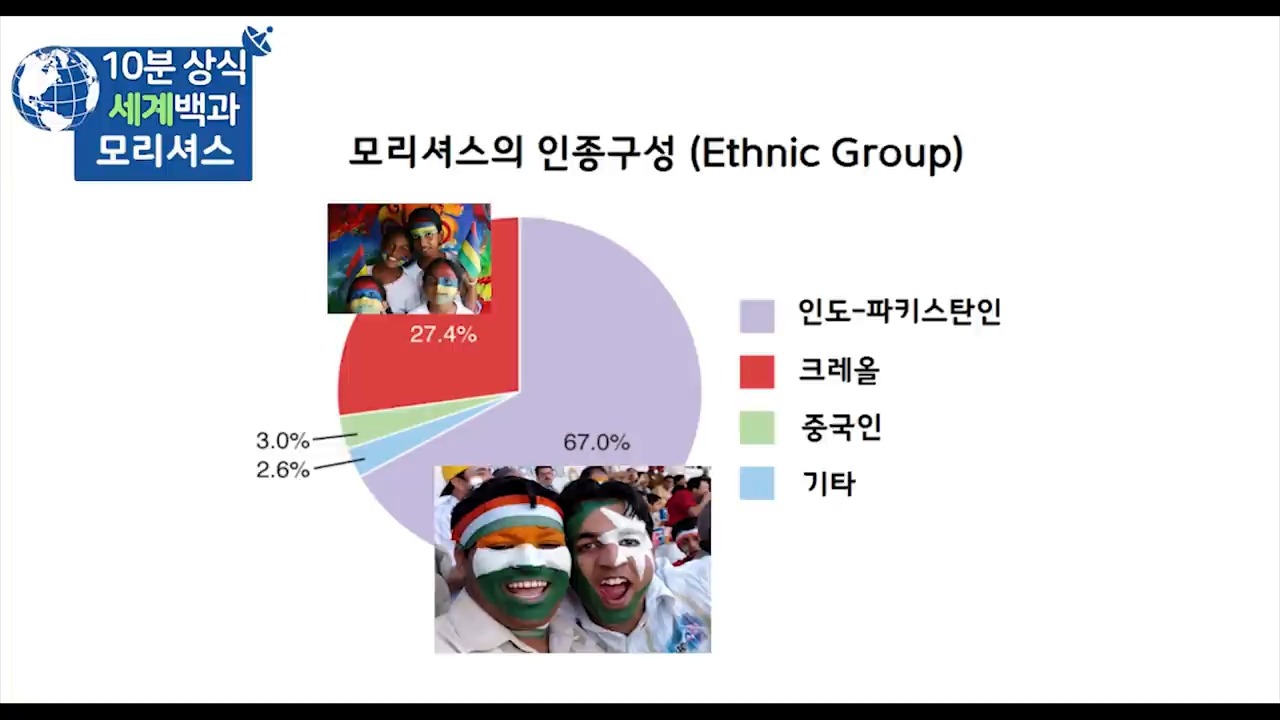 10분 상식
세계백과
모리셔스
모리셔스의 인종구성 (Ethnic Group)
27.4%
3.0%
2.6%
67.0%
인도-파키스탄인
크레올
중국인
기타